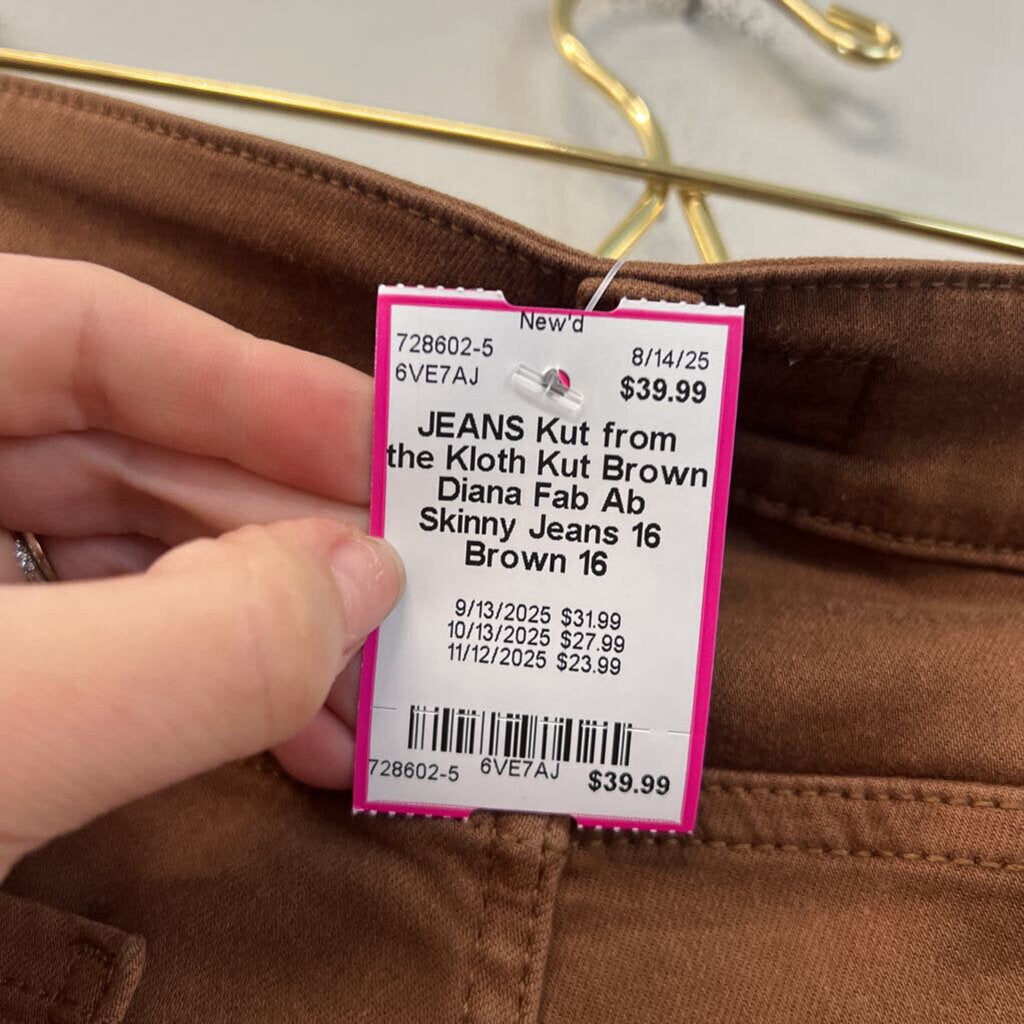 New'd
728602-5 8/14/25
6VE7AJ $39.99
JEANS Kut from
the Kloth Kut Brown
Diana Fab Ab
Skinny Jeans 16
Brown 16
9/13/2025 $31.99
10/13/2025 $27.99
11/12/2025 $23.99
728602-5 6VE7AJ $39.99